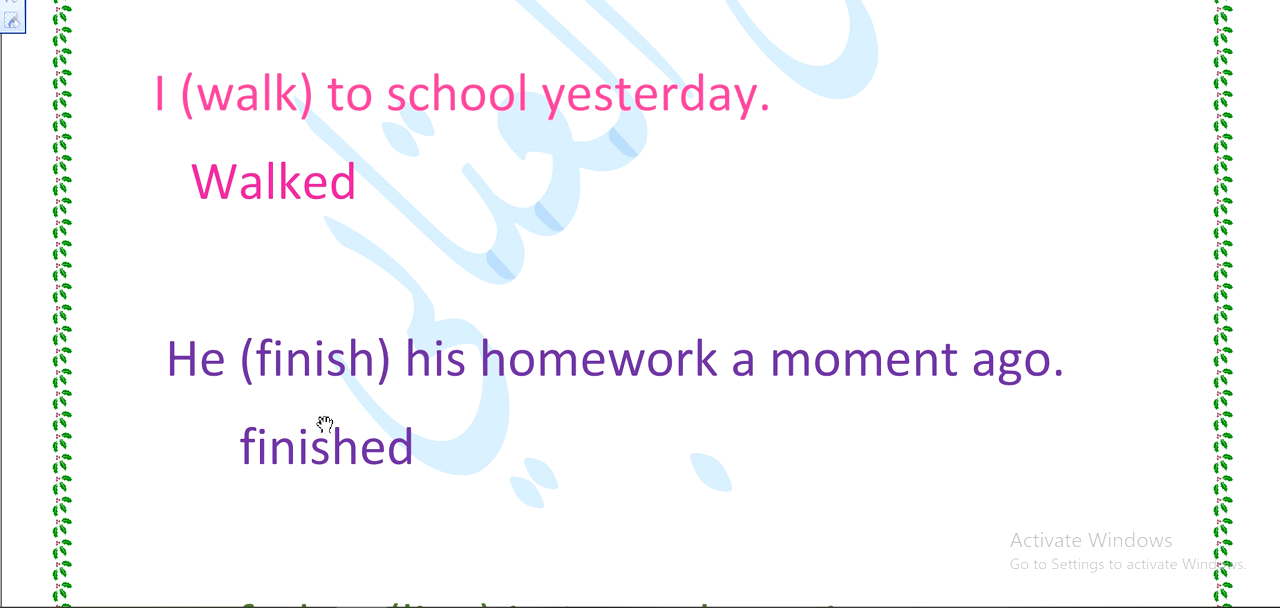 I (walk) to school yesterday.
Walked
He (finish) his homework a moment ago.
finished
Activate Windows
Go to Settings to activate Windows.